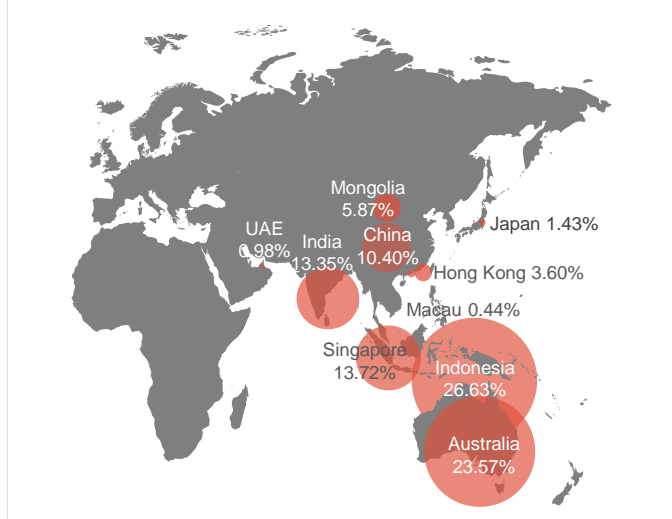 Mongolia
5.87%
UAE
0.98%
India
13.35%
China
10.40%
Japan 1.43%
Hong Kong 3.60%
Macau 0.44%
Singapore
13.72%
Indonesia
26.63%
Australia
23.57%